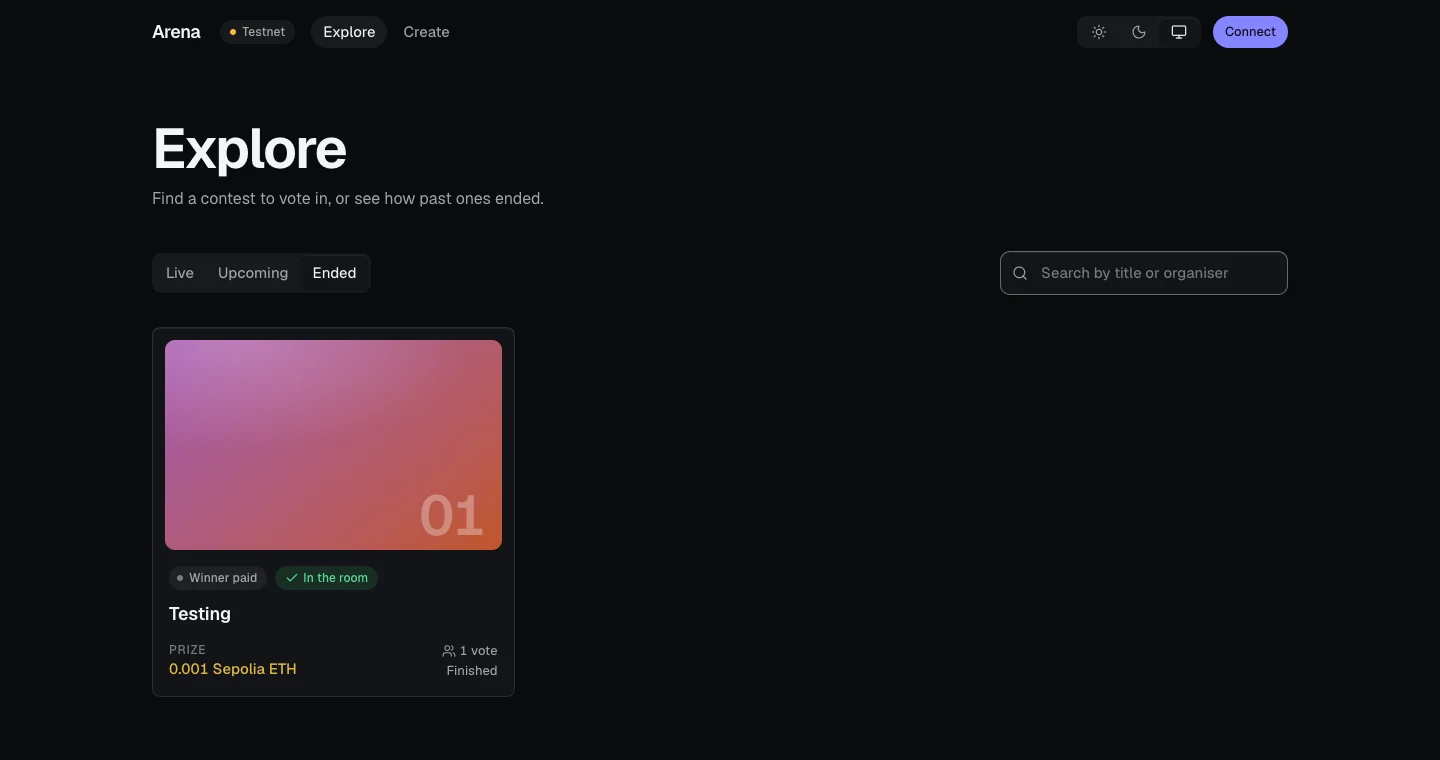 Arena
Testnet
Explore
Create
Connect
Explore
Find a contest to vote in, or see how past ones ended.
Live
Upcoming
Ended
Search by title or organiser
01
Winner paid
In the room
Testing
PRIZE
1 vote
0.001 Sepolia ETH
Finished